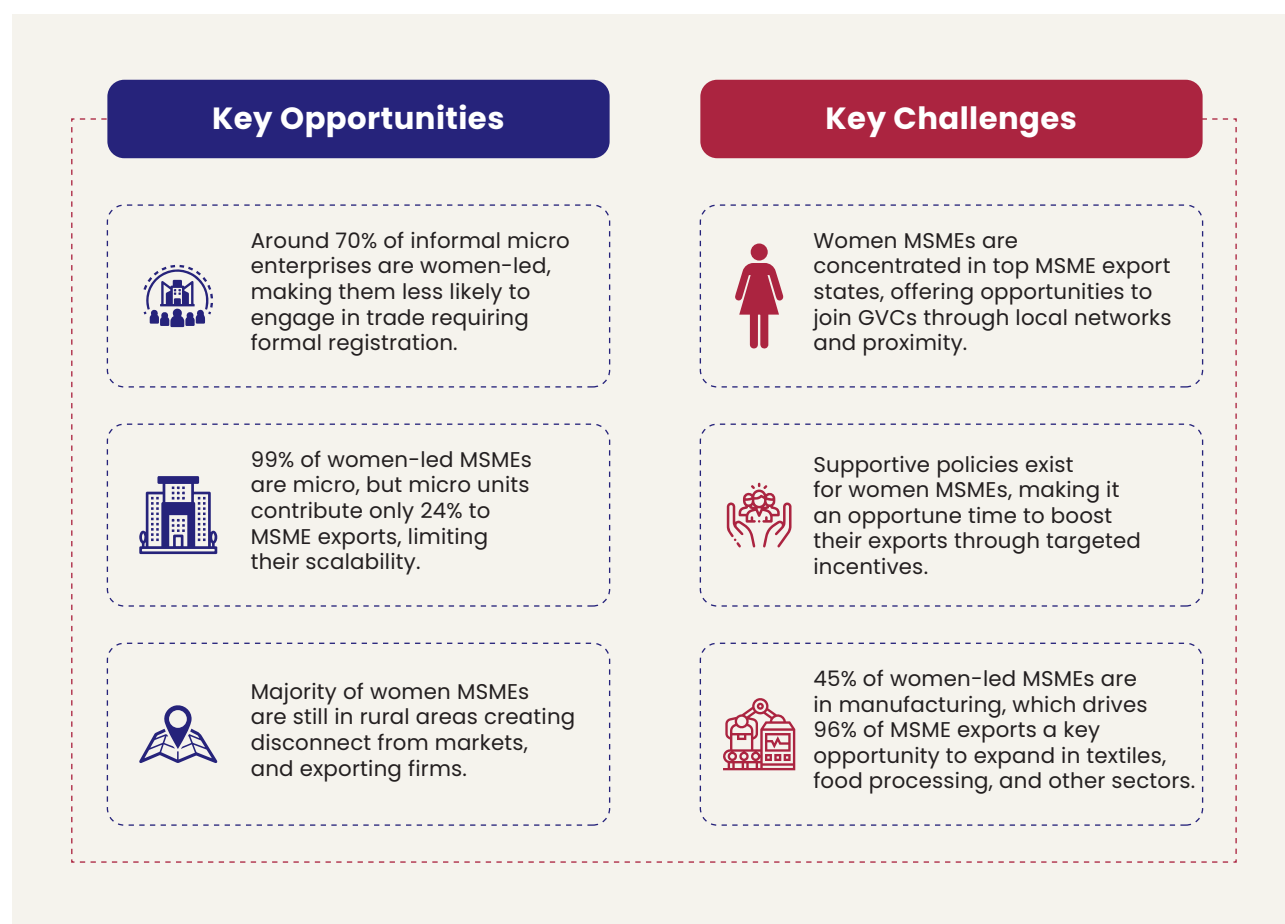 Key Opportunities
Around 70% of informal micro
enterprises are women-led,
making them less likely to
engage in trade requiring
formal registration.
99% of women-led MSMEs
are micro, but micro units
contribute only 24% to
MSME exports, limiting
their scalability.
Majority of women MSMEs
are still in rural areas creating
disconnect from markets,
and exporting firms.
Key Challenges
Women MSMEs are
concentrated in top MSME export
states, offering opportunities to
join GVCs through local networks
and proximity.
Supportive policies exist
for women MSMEs, making it
an opportune time to boost
their exports through targeted
incentives.
45% of women-led MSMEs are
in manufacturing, which drives
96% of MSME exports a key
opportunity to expand in textiles,
food processing, and other sectors.